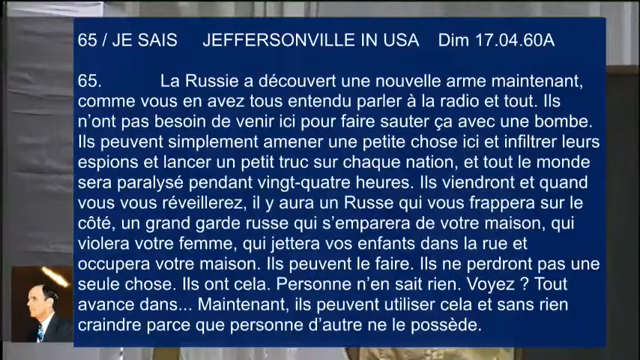 65 / JE SAIS JEFFERSONVILLE IN USA Dim 17.04.60A
65. La Russie a découvert une nouvelle arme maintenant,
comme vous en avez tous entendu parler à la radio et tout. Ils
n'ont pas besoin de venir ici pour faire sauter ça avec une bombe.
Ils peuvent simplement amener une petite chose ici et infiltrer leurs
espions et lancer un petit truc sur chaque nation, et tout le monde
sera paralysé pendant vingt-quatre heures. Ils viendront et quand
vous vous réveillerez, il y aura un Russe qui vous frappera sur le
côté, un grand garde russe qui s'emparera de votre maison, qui
violera votre femme, qui jettera vos enfants dans la rue et
occupera votre maison. Ils peuvent le faire. Ils ne perdront pas une
seule chose. Ils ont cela. Personne n'en sait rien. Voyez ? Tout
avance dans... Maintenant, ils peuvent utiliser cela et sans rien
craindre parce que personne d'autre ne le possède.